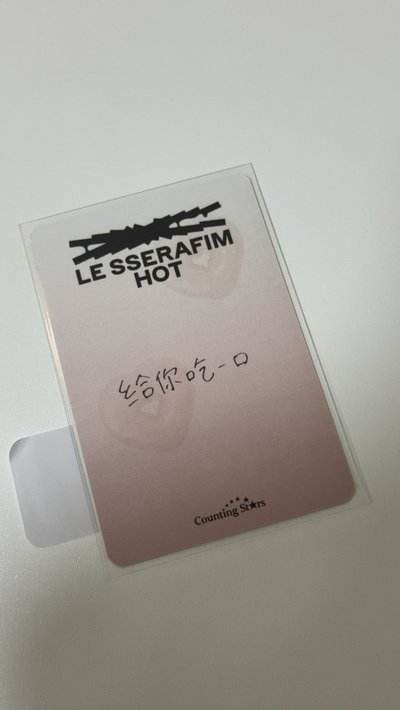 LE SSERAFIM
HOT
给你吃一口
Counting Stars